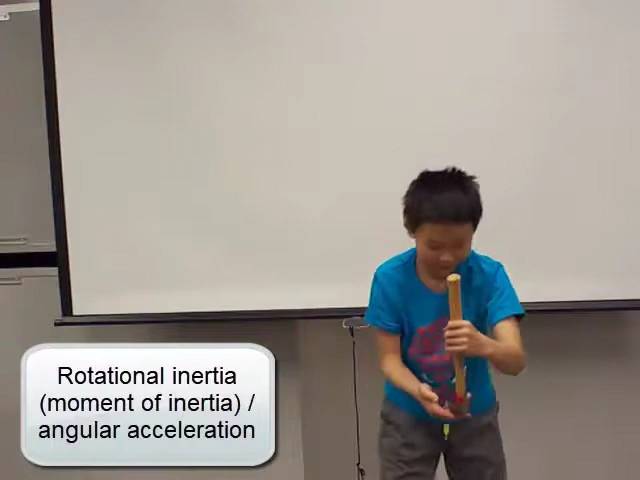 Rotational inertia
(moment of inertia) /
angular acceleration